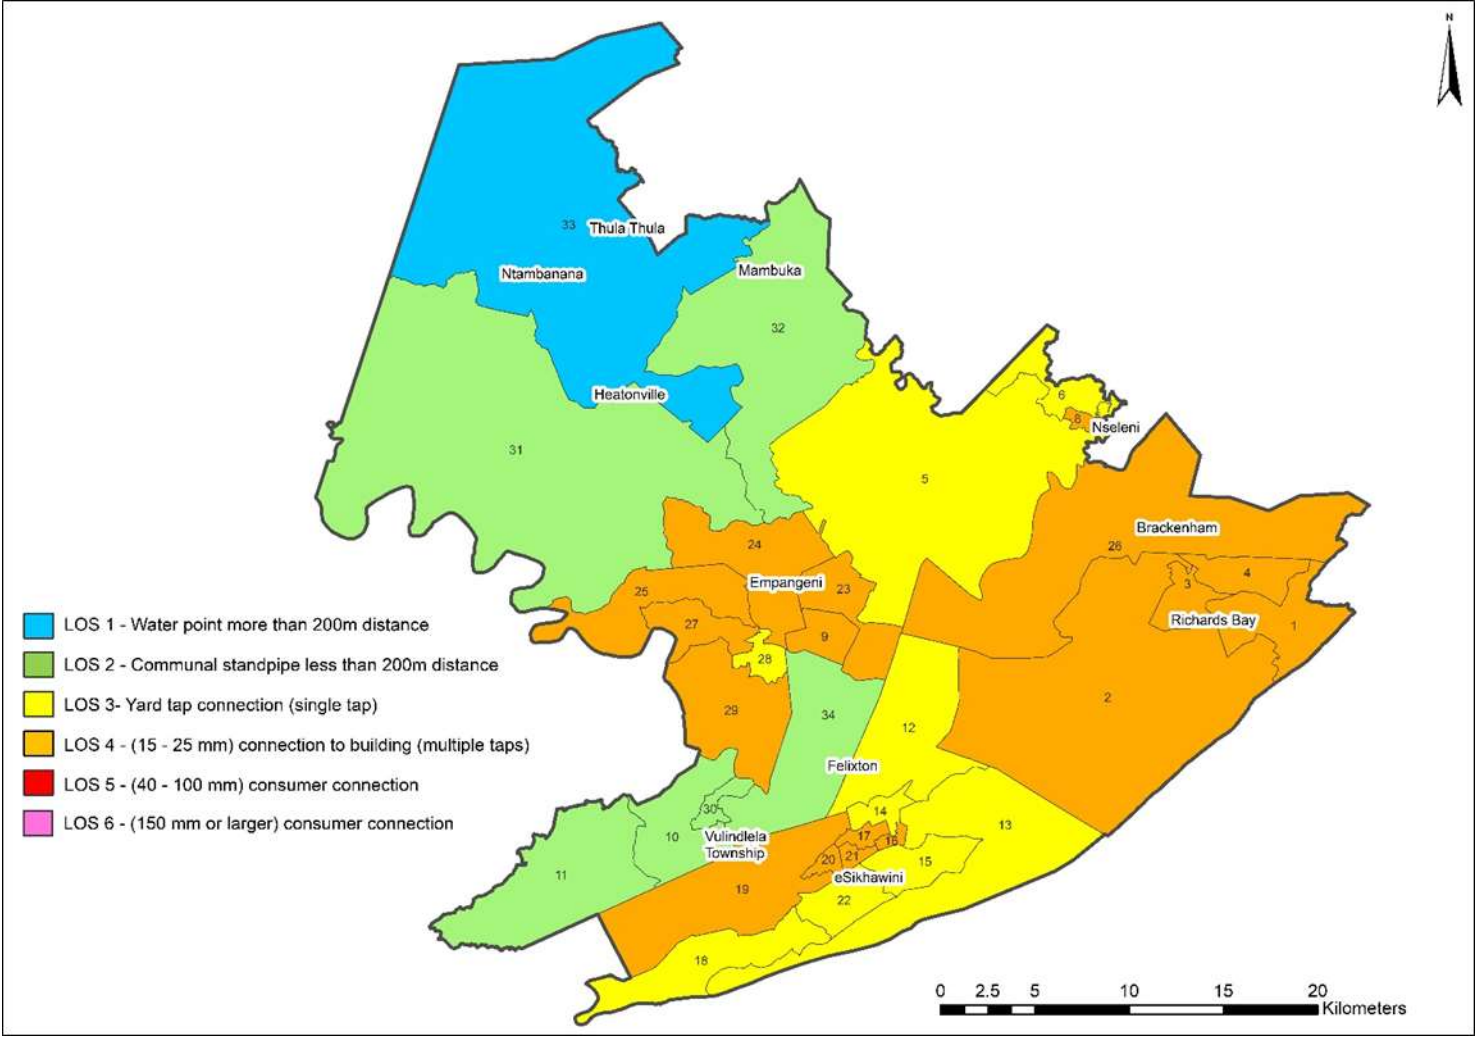 N
33
Thula Thula
Ntambanana
Mambuka
32
Heatonville
6
8
Nseleni
31
5
Brackenham
26
24
Empangeni
23
4
3
25
Richards Bay
1
27
9
28
2
29
34
12
Felixton
30
14
13
10
Vulindlela
Township
17
16
15
20
21
eSikhawini
11
19
22
18
LOS 1 - Water point more than 200m distance
LOS 2 - Communal standpipe less than 200m distance
LOS 3- Yard tap connection (single tap)
LOS 4 - (15 - 25 mm) connection to building (multiple taps)
LOS 5 - (40 - 100 mm) consumer connection
LOS 6 - (150 mm or larger) consumer connection
0 2.5 5 10 15 20
Kilometers